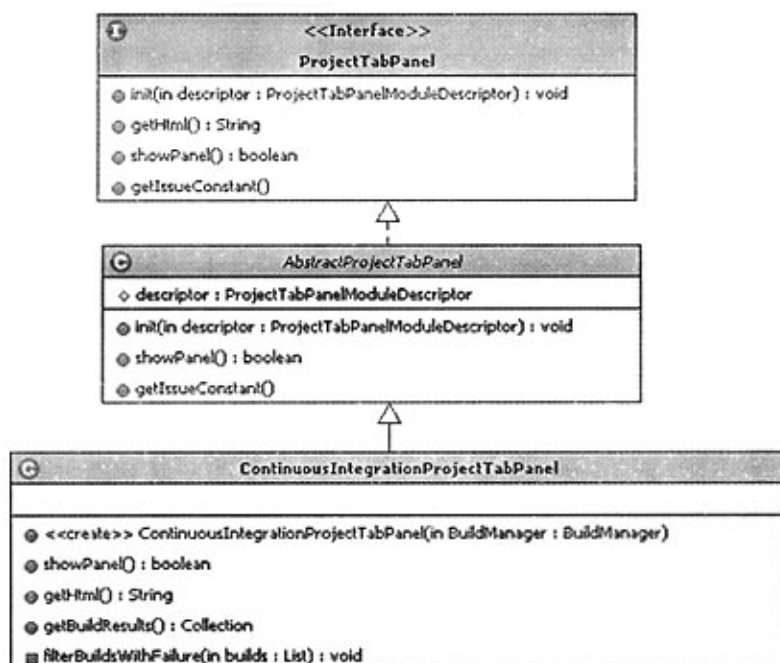 <<Interface>>
ProjectTabPanel
init(in descriptor : ProjectTabPanelModuleDescriptor) : void
getHtml() : String
showPanel() : boolean
getIssueConstant()
AbstractProjectTabPanel
descriptor : ProjectTabPanelModuleDescriptor
init(in descriptor : ProjectTabPanelModuleDescriptor) : void
showPanel() : boolean
getIssueConstant()
ContinuousIntegrationProjectTabPanel
<<create>> ContinuousIntegrationProjectTabPanel(in BuildManager : BuildManager)
showPanel() : boolean
getHtml() : String
getBuildResults() : Collection
filterBuildsWithFailure(in builds : List) : void